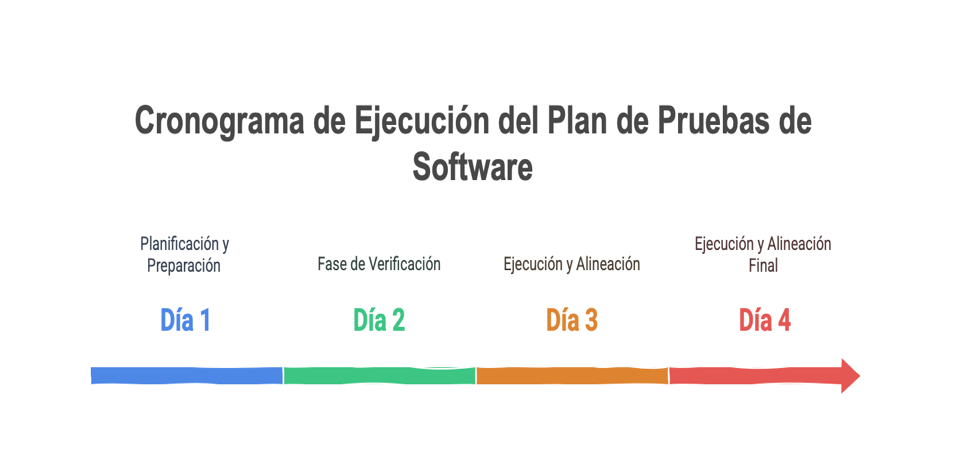 Cronograma de Ejecución del Plan de Pruebas de
Software
Planificación y
Preparación
Día 1
Fase de Verificación
Día 2
Ejecución y Alineación
Día 3
Ejecución y Alineación
Final
Día 4